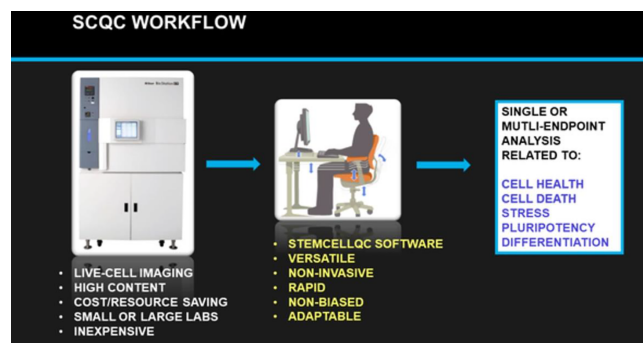 SCQC WORKFLOW
• LIVE-CELL IMAGING
• HIGH CONTENT
• COST/RESOURCE SAVING
• SMALL OR LARGE LABS
• INEXPENSIVE
• STEMCELLQC SOFTWARE
• VERSATILE
• NON-INVASIVE
• RAPID
• NON-BIASED
• ADAPTABLE
SINGLE OR
MUTLI-ENDPOINT
ANALYSIS
RELATED TO:
CELL HEALTH
CELL DEATH
STRESS
PLURIPOTENCY
DIFFERENTIATION